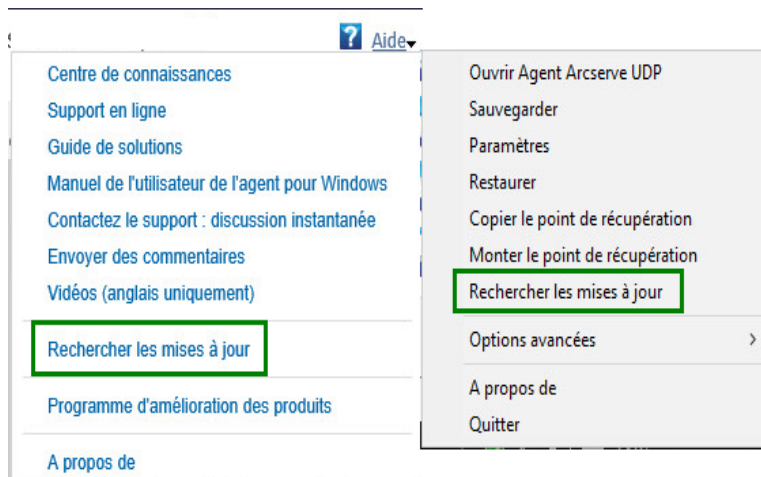 ? Aide
Centre de connaissances
Support en ligne
Guide de solutions
Manuel de l'utilisateur de l'agent pour Windows
Contactez le support : discussion instantanée
Envoyer des commentaires
Vidéos (anglais uniquement)
Rechercher les mises à jour
Programme d'amélioration des produits
A propos de
Ouvrir Agent Arcserve UDP
Sauvegarder
Paramètres
Restaurer
Copier le point de récupération
Monter le point de récupération
Rechercher les mises à jour
Options avancées
A propos de
Quitter